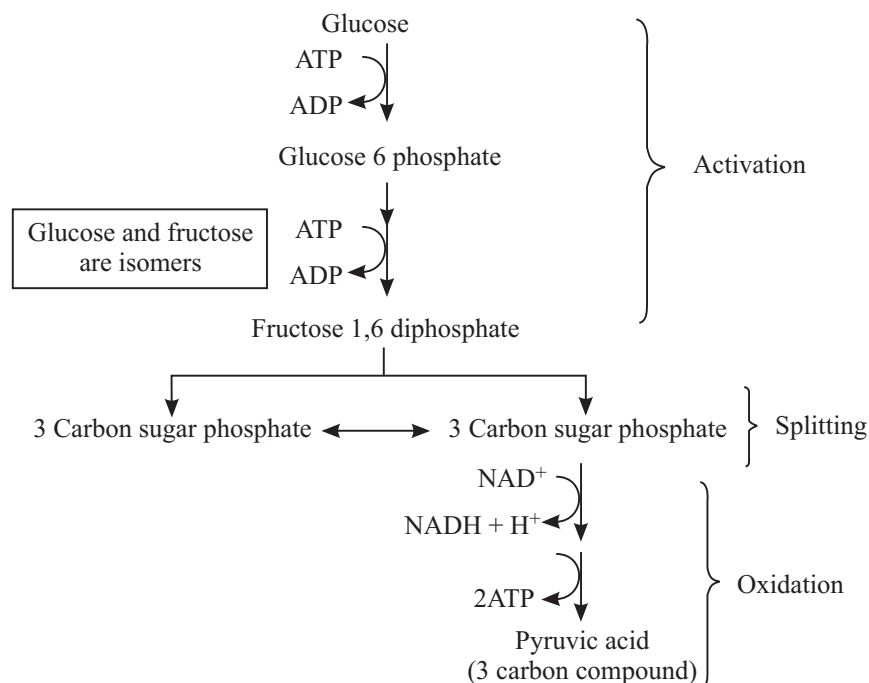 Glucose
ATP
ADP
Glucose 6 phosphate
Activation
Glucose and fructose
are isomers
ATP
ADP
Fructose 1,6 diphosphate
3 Carbon sugar phosphate
3 Carbon sugar phosphate
Splitting
NAD⁺
NADH + H⁺
2ATP
Oxidation
Pyruvic acid
(3 carbon compound)